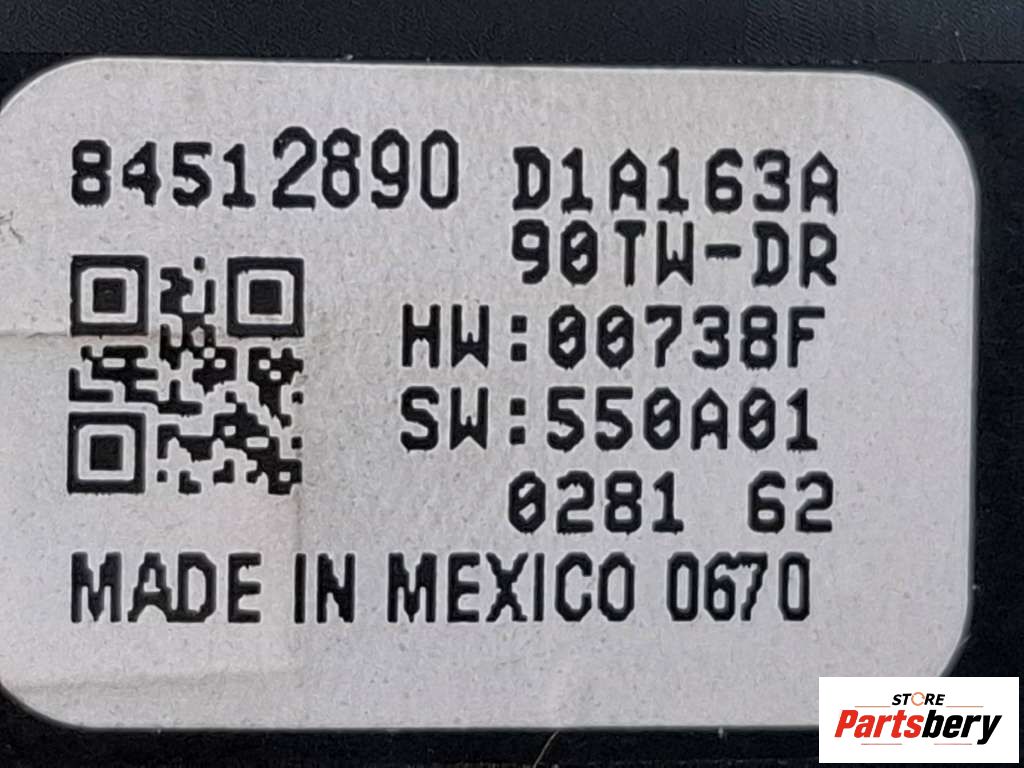 84512890 D1A163A
90TW-DR
HW:00738F
SW:550A01
0281 62
MADE IN MEXICO 0670
STORE
Partsbery